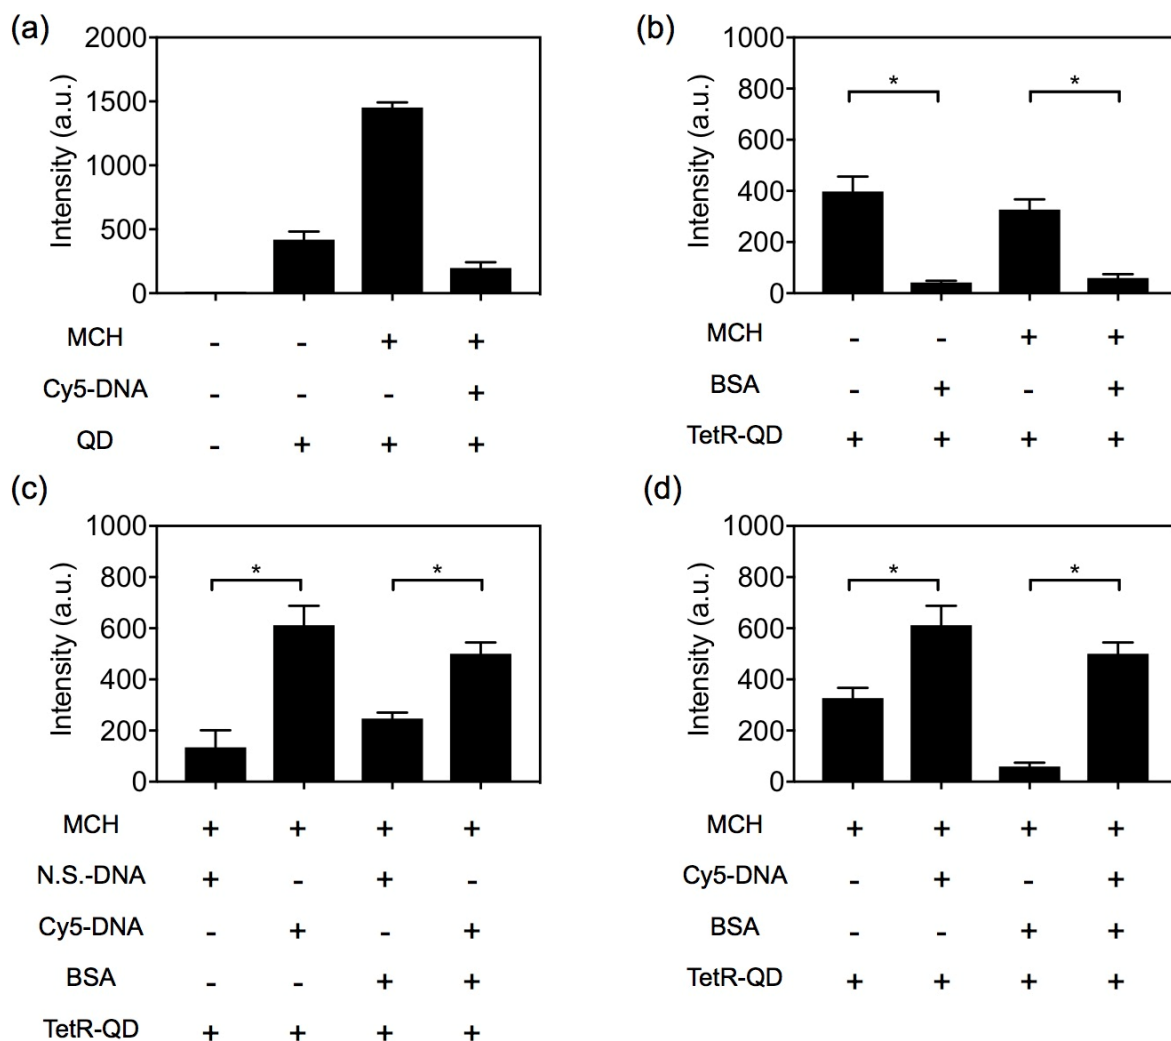 (a)
2000
1500
1000
500
0
Intensity (a.u.)
MCH - - + +
Cy5-DNA - - - +
QD - + + +
(b)
1000
800
600
400
200
0
Intensity (a.u.)
* *
MCH - - + +
BSA - + - +
TetR-QD + + + +
(c)
1000
800
600
400
200
0
Intensity (a.u.)
* *
MCH + + + +
N.S.-DNA + - + -
Cy5-DNA - + - +
BSA - - + +
TetR-QD + + + +
(d)
1000
800
600
400
200
0
Intensity (a.u.)
* *
MCH + + + +
Cy5-DNA - + - +
BSA - - + +
TetR-QD + + + +